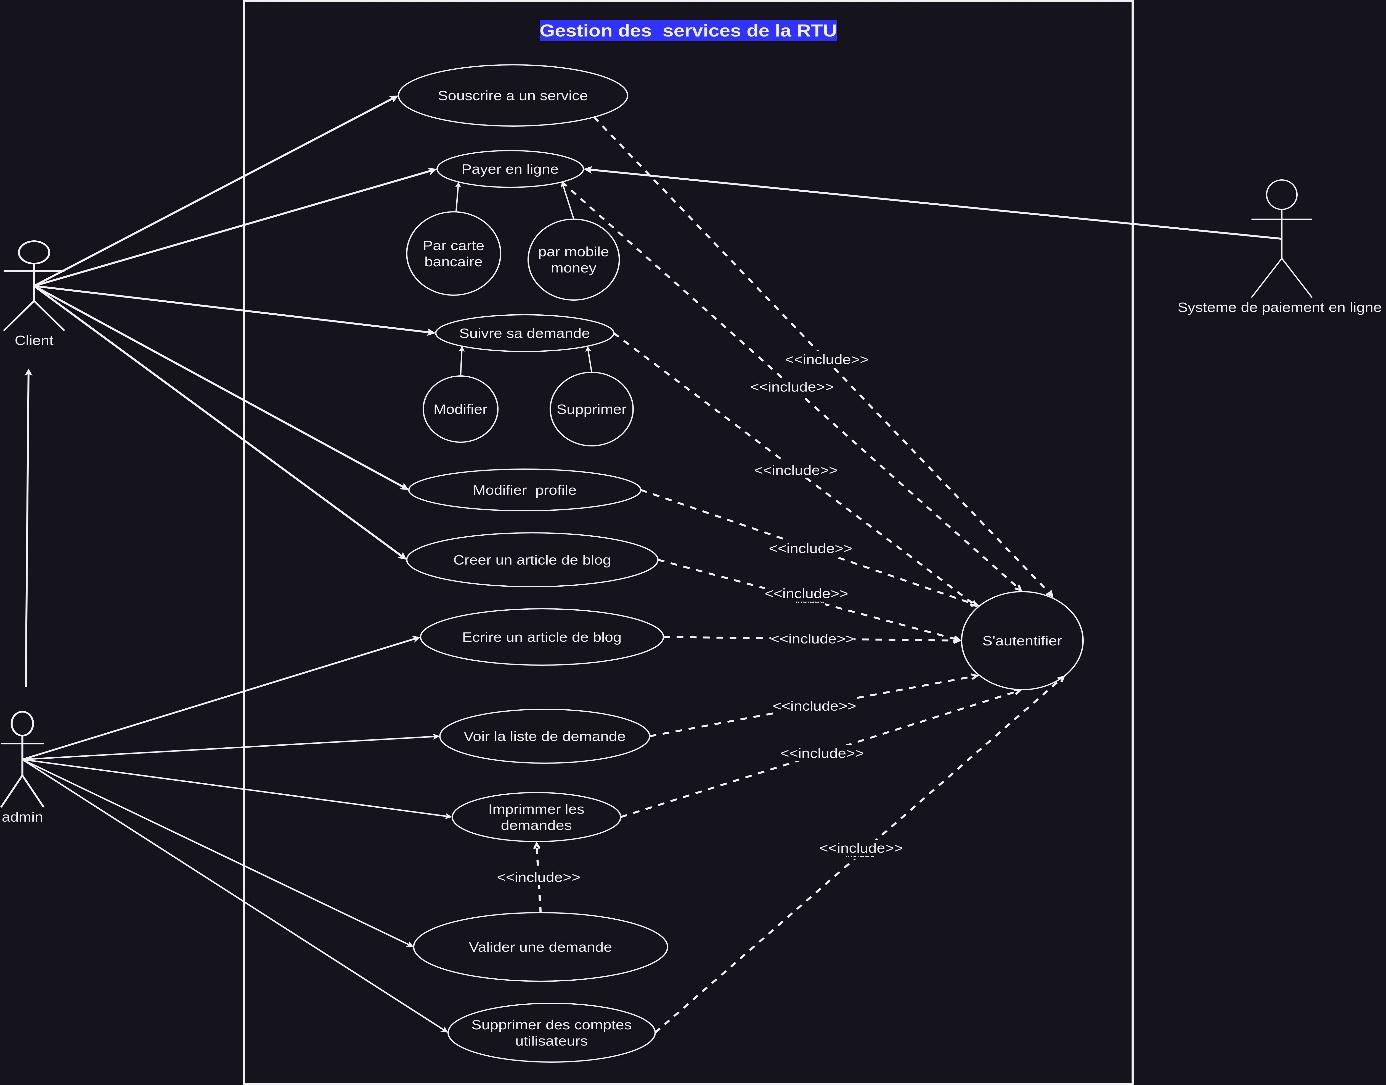 Gestion des  services de la RTU
Souscrire a un service
Payer en ligne
Par carte
bancaire
par mobile
money
Systeme de paiement en ligne
Client
Suivre sa demande
<<include>>
<<include>>
Modifier
Supprimer
<<include>>
Modifier  profile
<<include>>
Creer un article de blog
<<include>>
Ecrire un article de blog
<<include>>
S'autentifier
<<include>>
Voir la liste de demande
<<include>>
admin
Imprimmer les
demandes
<<include>>
<<include>>
Valider une demande
Supprimer des comptes
utilisateurs